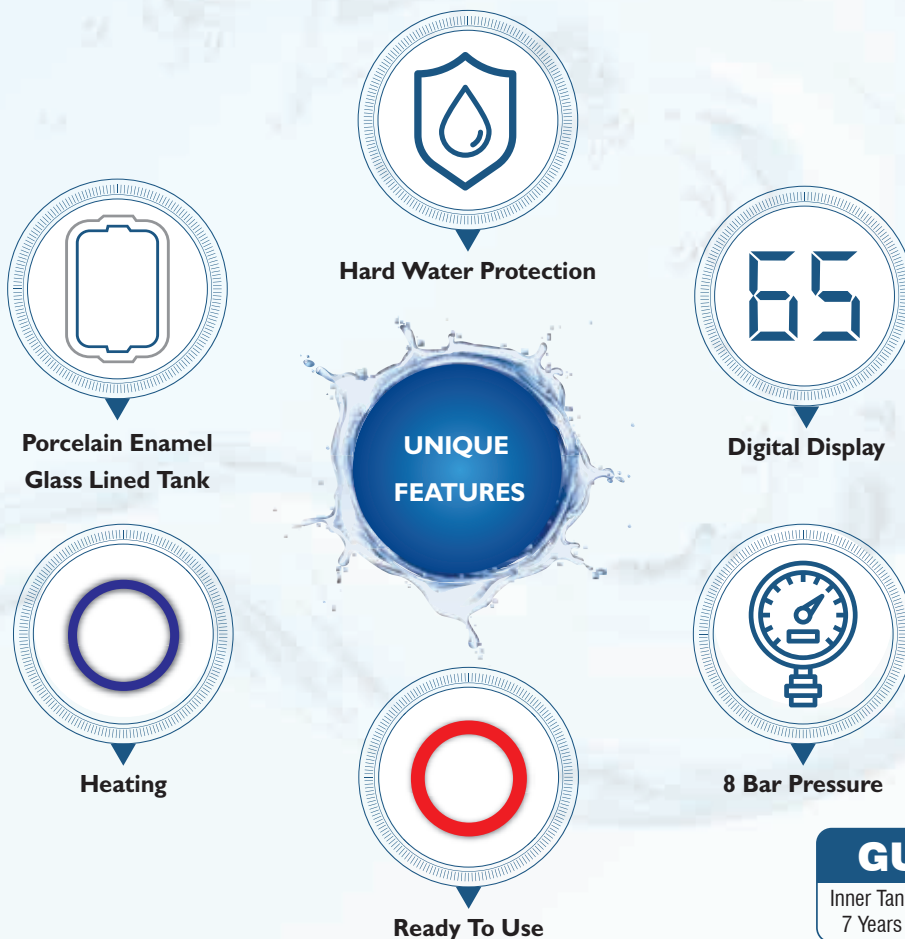 Hard Water Protection
65
Porcelain Enamel
Glass Lined Tank
Digital Display
UNIQUE
FEATURES
Heating
8 Bar Pressure
Ready To Use
Inner
7 Years